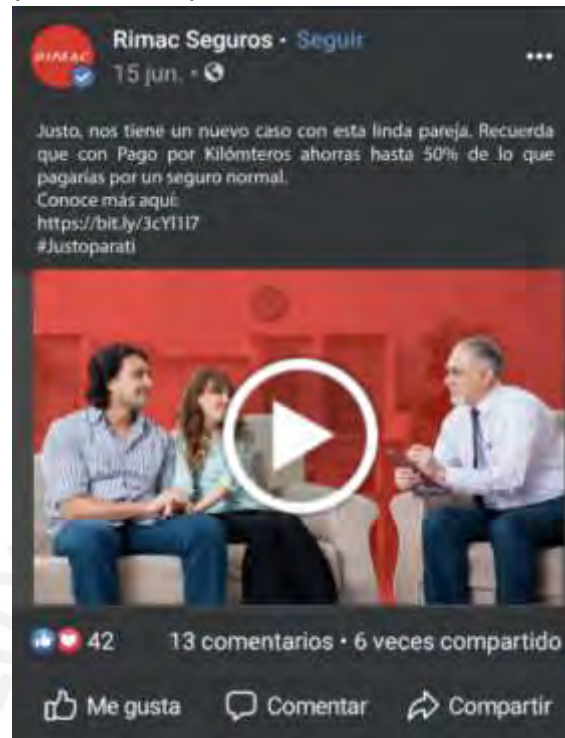 Rimac Seguros • Seguir
RIMAC
15 jun. •
Justo, nos tiene un nuevo caso con esta linda pareja. Recuerda
que con Pago por Kilómteros ahorras hasta 50% de lo que
pagarías por un seguro normal.
Conoce más aquí:
https://bit.ly/3cYl1l7
#Justoparati
42
13 comentarios • 6 veces compartido
Me gusta
Comentar
Compartir